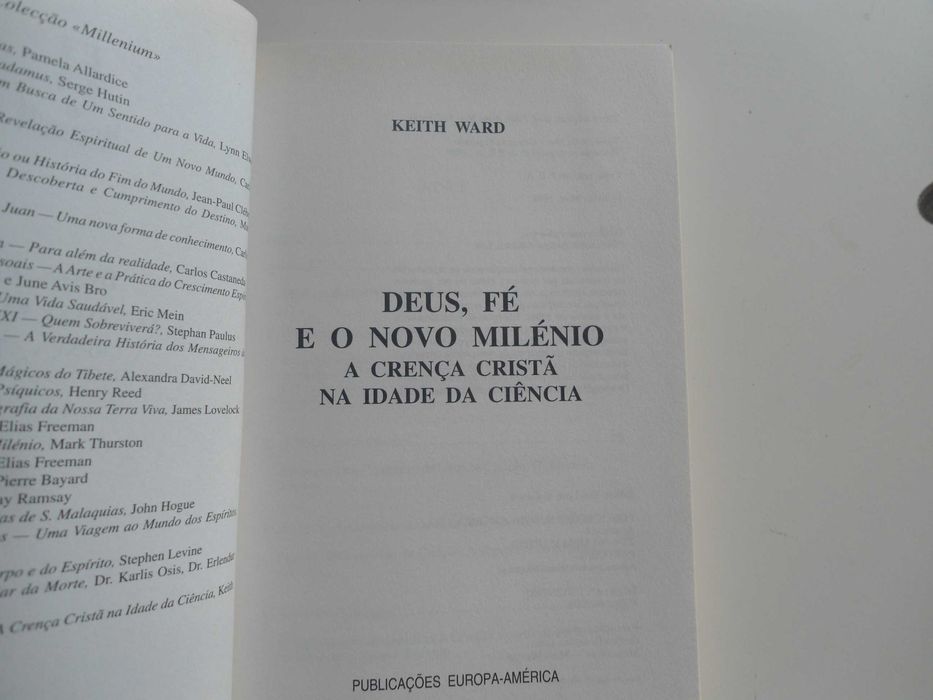 Colecção «Millenium»
Pamela Allardice
Serge Hutin
Busca de Um Sentido para a Vida, Lynn
Revelação Espiritual de Um Novo Mundo,
ou História do Fim do Mundo, Jean-Paul
Descoberta e Cumprimento do Destino,
Juan — Uma nova forma de conhecimento,
— Para além da realidade, Carlos Castaneda
— A Arte e a Prática do Crescimento
e June Avis Bro
Uma Vida Saudável, Eric Mein
XXI — Quem Sobreviverá?, Stephan Paulus
— A Verdadeira História dos Mensageiros
Mágicos do Tibete, Alexandra David-Neel
Psíquicos, Henry Reed
da Nossa Terra Viva, James Lovelock
Elias Freeman
Milénio, Mark Thurston
Elias Freeman
Pierre Bayard
Ramsay
de S. Malaquias, John Hogue
— Uma Viagem ao Mundo dos Espíritos
e do Espírito, Stephen Levine
da Morte, Dr. Karlis Osis, Dr.
A Crença Cristã na Idade da Ciência, Keith
KEITH WARD
DEUS, FÉ
E O NOVO MILÉNIO
A CRENÇA CRISTÃ
NA IDADE DA CIÊNCIA
PUBLICAÇÕES EUROPA-AMÉRICA